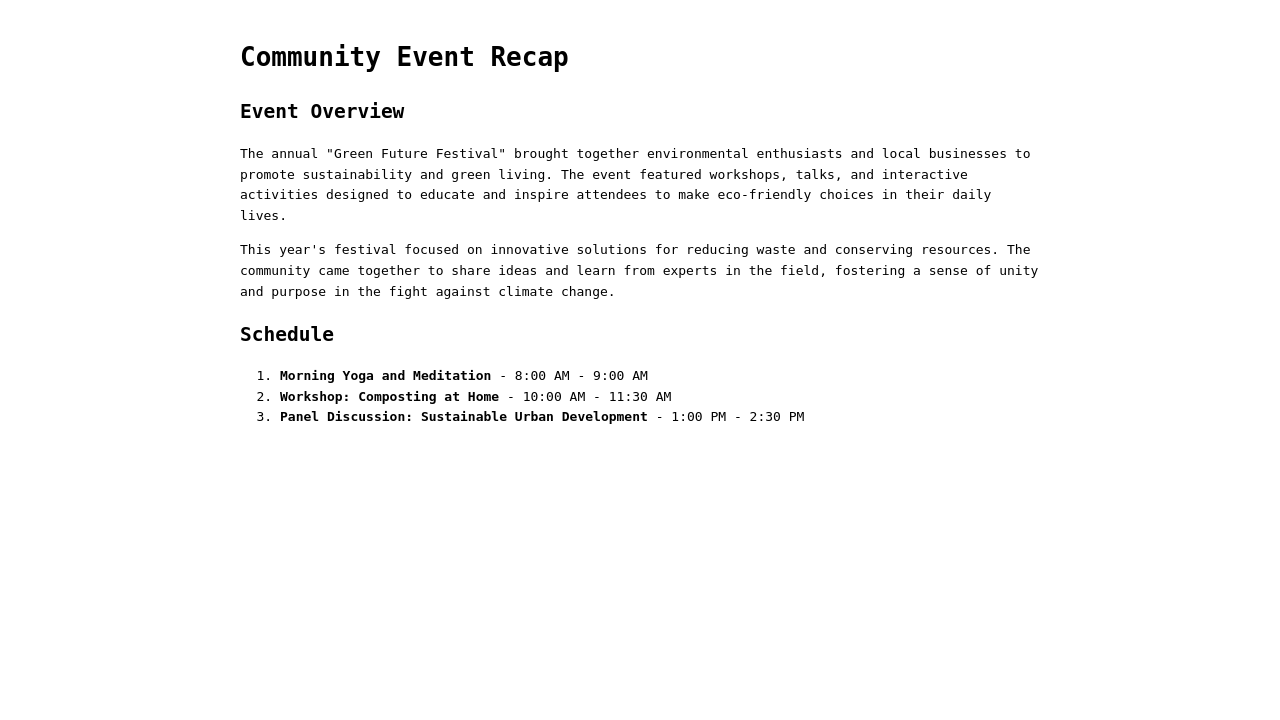 Community Event Recap
Event Overview
The annual "Green Future Festival" brought together environmental enthusiasts and local businesses to
promote sustainability and green living. The event featured workshops, talks, and interactive
activities designed to educate and inspire attendees to make eco-friendly choices in their daily
lives.
This year's festival focused on innovative solutions for reducing waste and conserving resources. The
community came together to share ideas and learn from experts in the field, fostering a sense of unity
and purpose in the fight against climate change.
Schedule
1. Morning Yoga and Meditation - 8:00 AM - 9:00 AM
2. Workshop: Composting at Home - 10:00 AM - 11:30 AM
3. Panel Discussion: Sustainable Urban Development - 1:00 PM - 2:30 PM